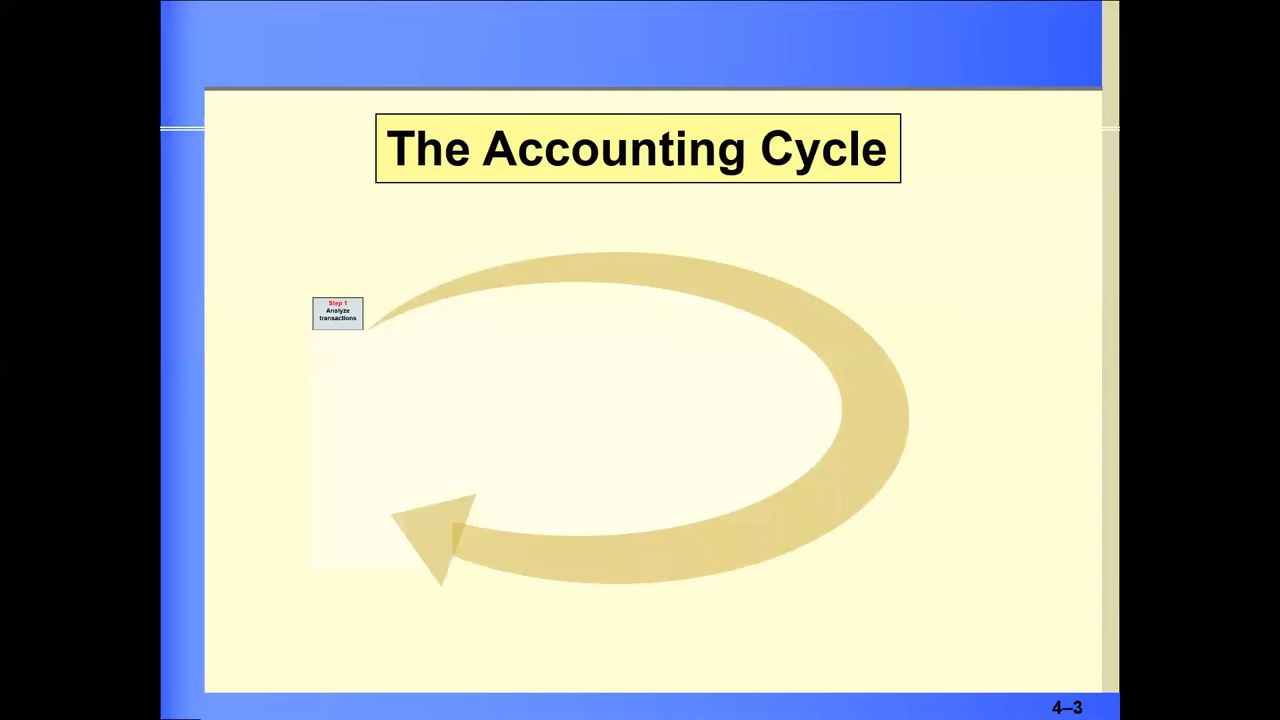 The Accounting Cycle
Step 1
Analyze
transactions
4–3